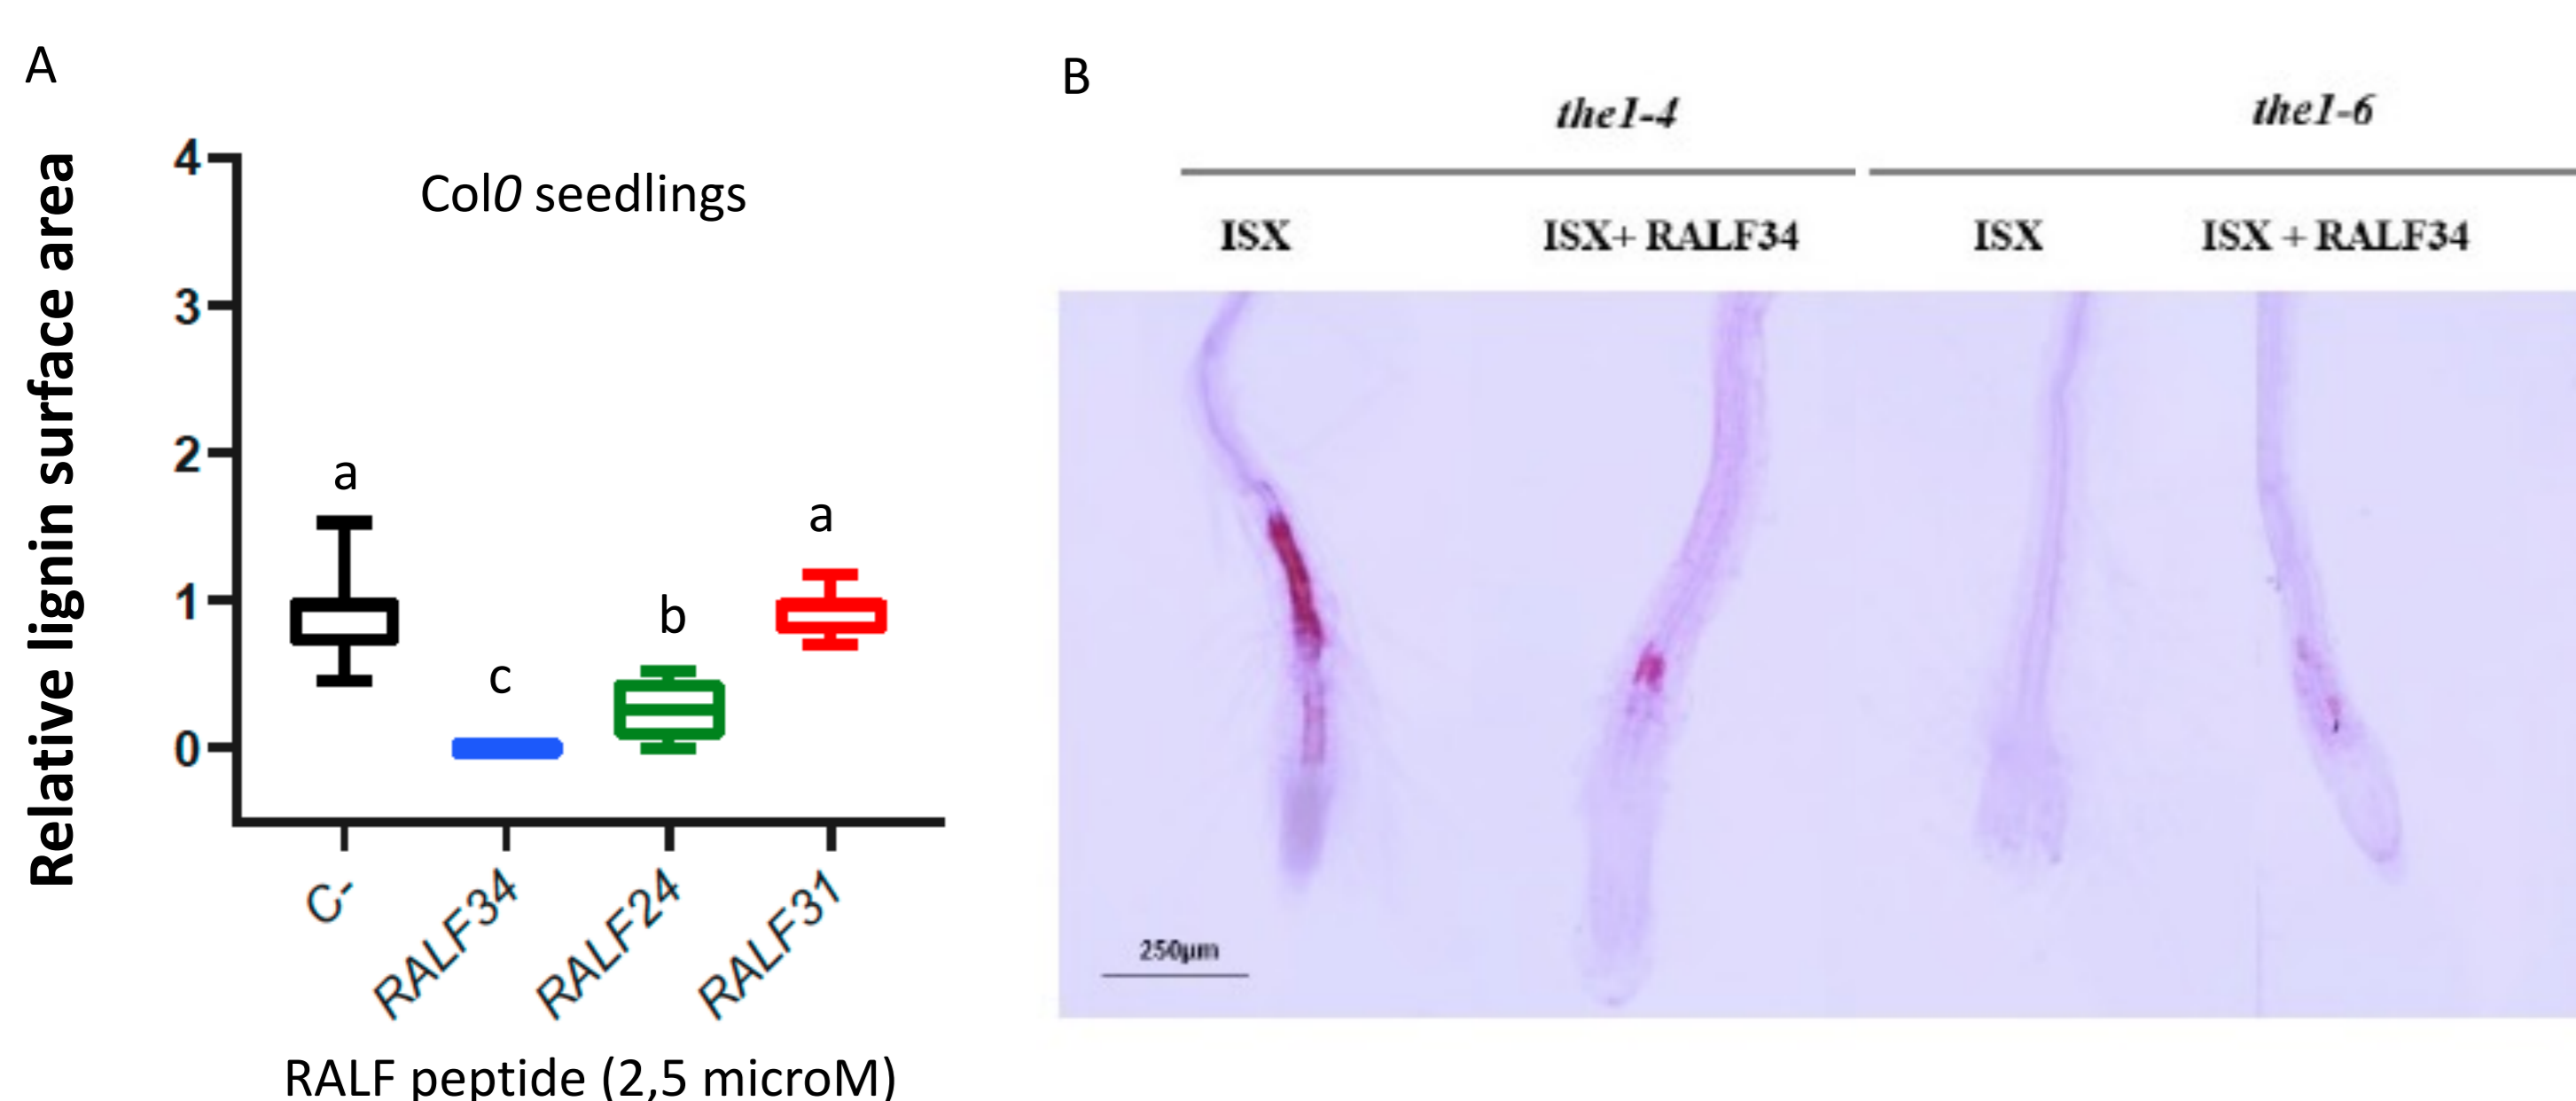 A
Relative lignin surface area
4
3
2
1
0
Col0 seedlings
a
c
b
a
C-
RALF34
RALF24
RALF31
RALF peptide (2,5 microM)
B
the1-4
the1-6
ISX
ISX+ RALF34
ISX
ISX + RALF34
250µm